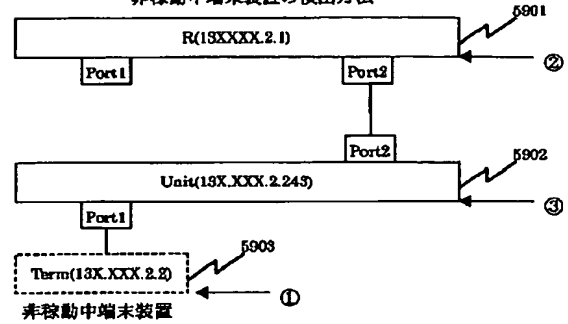 非稼動中端末装置の検出方法
5901
R(13XXXX.2.1)
②
Port1
Port2
Port2
5902
Unit(13X.XXX.2.243)
③
Port1
5903
Term(13X.XXX.2.2)
①
非稼動中端末装置